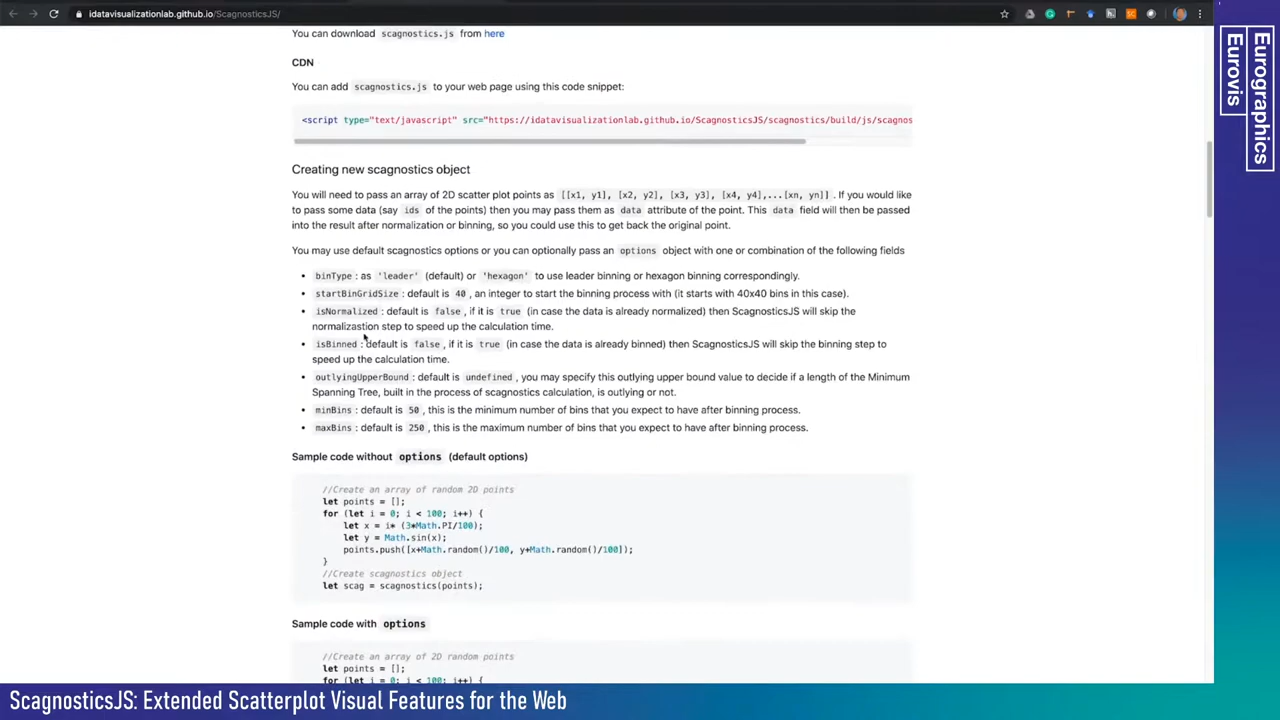 idatavisualizationlab.github.io/ScagnosticsJS/
You can download scagnostics.js from here
CDN
You can add scagnostics.js to your web page using this code snippet:
<script type="text/javascript" src="https://idatavisualizationlab.github.io/ScagnosticsJS/scagnostics/build/js/scagnos
Creating new scagnostics object
You will need to pass an array of 2D scatter plot points as [[x1, y1], [x2, y2], [x3, y3], [x4, y4],...[xn, yn]] . If you would like
to pass some data (say ids of the points) then you may pass them as data attribute of the point. This data field will then be passed
into the result after normalization or binning, so you could use this to get back the original point.
You may use default scagnostics options or you can optionally pass an options object with one or combination of the following fields
• binType : as 'leader' (default) or 'hexagon' to use leader binning or hexagon binning correspondingly.
• startBinGridSize : default is 40 , an integer to start the binning process with (it starts with 40x40 bins in this case).
• isNormalized : default is false , if it is true (in case the data is already normalized) then ScagnosticsJS will skip the
normalizastion step to speed up the calculation time.
• isBinned : default is false , if it is true (in case the data is already binned) then ScagnosticsJS will skip the binning step to
speed up the calculation time.
• outlyingUpperBound : default is undefined , you may specify this outlying upper bound value to decide if a length of the Minimum
Spanning Tree, built in the process of scagnostics calculation, is outlying or not.
• minBins : default is 50 , this is the minimum number of bins that you expect to have after binning process.
• maxBins : default is 250 , this is the maximum number of bins that you expect to have after binning process.
Sample code without options (default options)
//Create an array of random 2D points
let points = [];
for (let i = 0; i < 100; i++) {
let x = i* (3*Math.PI/100);
let y = Math.sin(x);
points.push([x+Math.random()/100, y+Math.random()/100]);
}
//Create scagnostics object
let scag = scagnostics(points);
Sample code with options
//Create an array of 2D random points
let points = [];
for (let i = 0; i < 100; i++) {
Eurovis
Eurographics
ScagnosticsJS: Extended Scatterplot Visual Features for the Web